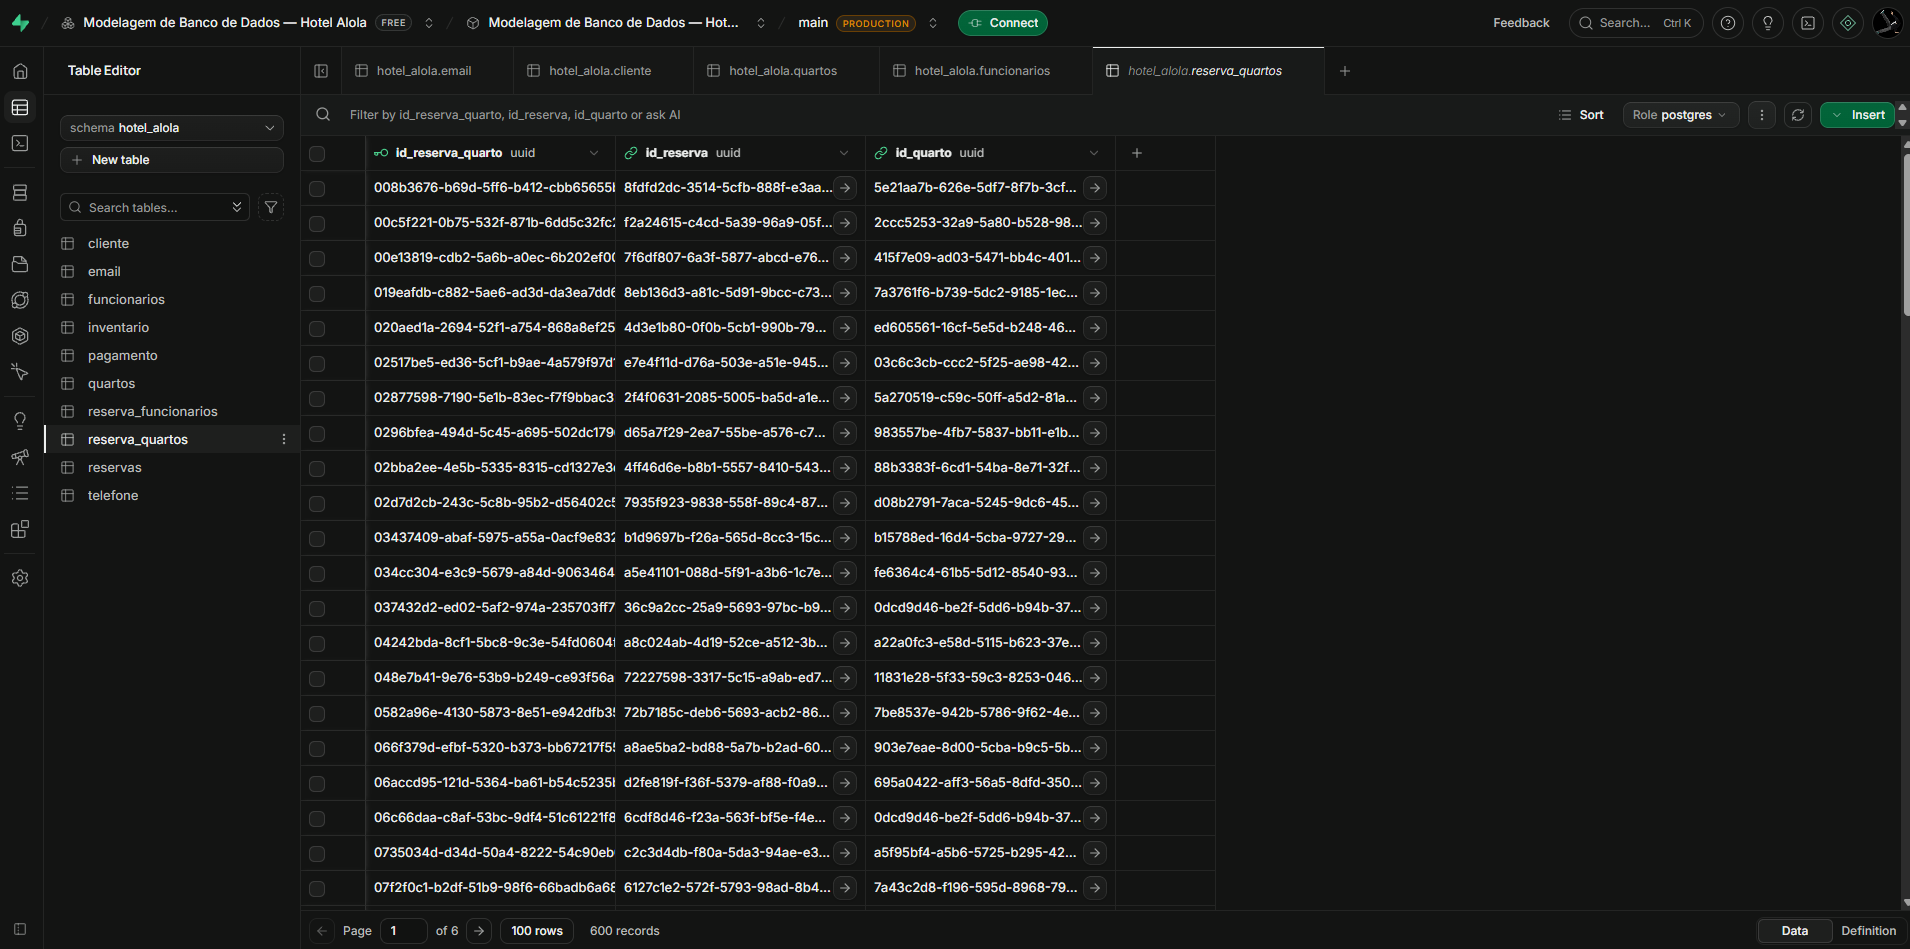 Modelagem de Banco de Dados — Hotel Alola FREE / Modelagem de Banco de Dados — Hot... / main PRODUCTION Connect Feedback Search... Ctrl K
Table Editor
hotel_alola.email hotel_alola.cliente hotel_alola.quartos hotel_alola.funcionarios hotel_alola.reserva_quartos
schema hotel_alola
New table
Search tables...
cliente
email
funcionarios
inventario
pagamento
quartos
reserva_funcionarios
reserva_quartos
reservas
telefone
Filter by id_reserva_quarto, id_reserva, id_quarto or ask AI Sort Role postgres Insert
id_reserva_quarto uuid id_reserva uuid id_quarto uuid
008b3676-b69d-5ff6-b412-cbb65655 8fdfd2dc-3514-5cfb-888f-e3aa... 5e21aa7b-626e-5df7-8f7b-3cf...
00c5f221-0b75-532f-871b-6dd5c32fc2 f2a24615-c4cd-5a39-96a9-05f... 2ccc5253-32a9-5a80-b528-98...
00e13819-cdb2-5a6b-a0ec-6b202ef00 7f6df807-6a3f-5877-abcd-e76... 415f7e09-ad03-5471-bb4c-401...
019eafdb-c882-5ae6-ad3d-da3ea7dd6 8eb136d3-a81c-5d91-9bcc-c73... 7a3761f6-b739-5dc2-9185-1ec...
020aed1a-2694-52f1-a754-868a8ef25 4d3e1b80-0f0b-5cb1-990b-79... ed605561-16cf-5e5d-b248-46...
02517be5-ed36-5cf1-b9ae-4a579f97d e7e4f11d-d76a-503e-a51e-945... 03c6c3cb-ccc2-5f25-ae98-42...
02877598-7190-5e1b-83ec-f7f9bbac3 2f4f0631-2085-5005-ba5d-a1e... 5a270519-c59c-50ff-a5d2-81a...
0296bfea-494d-5c45-a695-502dc179 d65a7f29-2ea7-55be-a576-c7... 983557be-4fb7-5837-bb11-e1b...
02bba2ee-4e5b-5335-8315-cd1327e3 4ff46d6e-b8b1-5557-8410-543... 88b3383f-6cd1-54ba-8e71-32f...
02d7d2cb-243c-5c8b-95b2-d56402c5 7935f923-9838-558f-89c4-87... d08b2791-7aca-5245-9dc6-45...
03437409-abaf-5975-a55a-0acf9e832 b1d9697b-f26a-565d-8cc3-15c... b15788ed-16d4-5cba-9727-29...
034cc304-e3c9-5679-a84d-9063464 a5e41101-088d-5f91-a3b6-1c7e... fe6364c4-61b5-5d12-8540-93...
037432d2-ed02-5af2-974a-235703ff7 36c9a2cc-25a9-5693-97bc-b9... 0dcd9d46-be2f-5dd6-b94b-37...
04242bda-8cf1-5bc8-9c3e-54fd0604f a8c024ab-4d19-52ce-a512-3b... a22a0fc3-e58d-5115-b623-37e...
048e7b41-9e76-53b9-b249-ce93f56a 72227598-3317-5c15-a9ab-ed7... 11831e28-5f33-59c3-8253-046...
0582a96e-4130-5873-8e51-e942dfb35 72b7185c-deb6-5693-acb2-86... 7be8537e-942b-5786-9f62-4e...
066f379d-efbf-5320-b373-bb67217f55 a8ae5ba2-bd88-5a7b-b2ad-60... 903e7eae-8d00-5cba-b9c5-5b...
06accd95-121d-5364-ba61-b54c5235 d2fe819f-f36f-5379-af88-f0a9... 695a0422-aff3-56a5-8dfd-350...
06c66daa-c8af-53bc-9df4-51c61221f8 6cdf8d46-f23a-563f-bf5e-f4e... 0dcd9d46-be2f-5dd6-b94b-37...
0735034d-d34d-50a4-8222-54c90eb c2c3d4db-f80a-5da3-94ae-e3... a5f95bf4-a5b6-5725-b295-42...
07f2f0c1-b2df-51b9-98f6-66badb6a68 6127c1e2-572f-5793-98ad-8b4... 7a43c2d8-f196-595d-8968-79...
Page 1 of 6 100 rows 600 records Data Definition